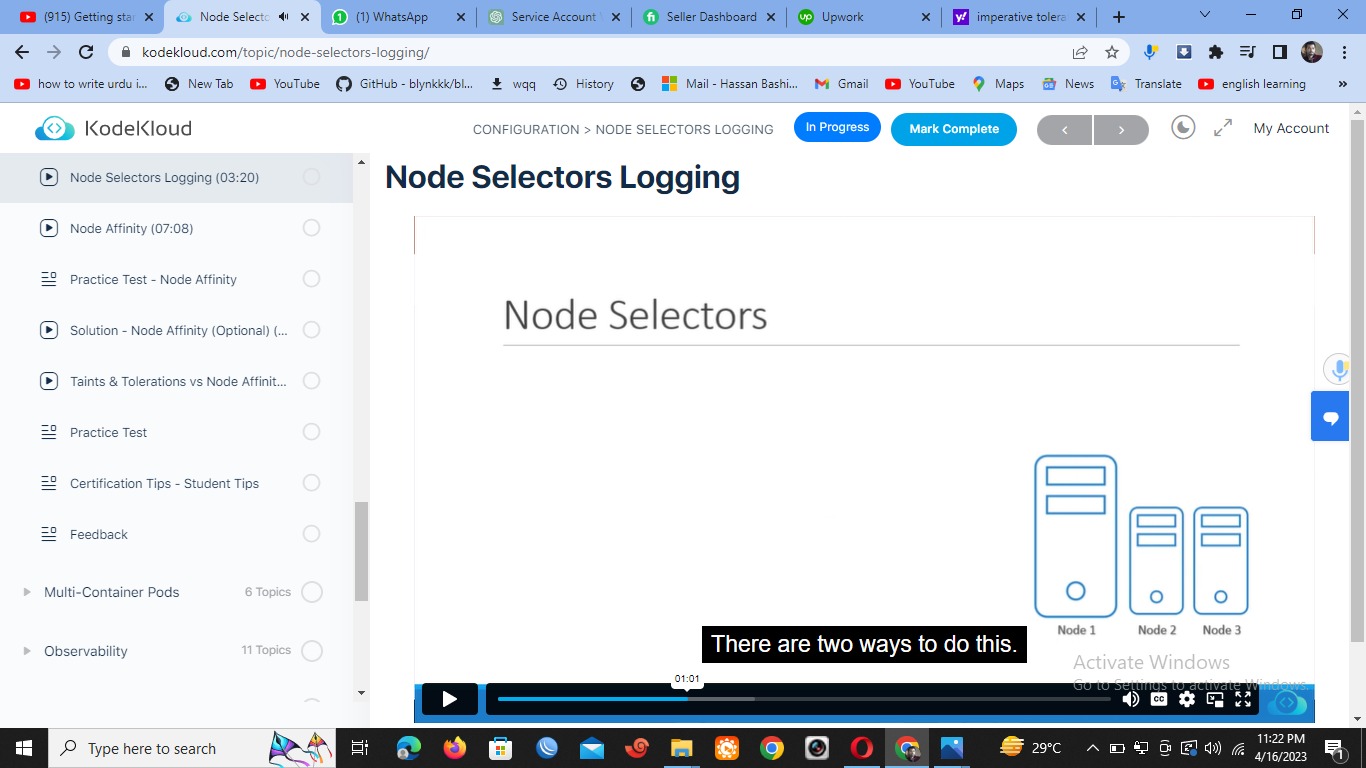 (915) Getting star
Node Selecto
(1) WhatsApp
Service Account
Seller Dashboard
Upwork
imperative tolera
kodekloud.com/topic/node-selectors-logging/
how to write urdu i...
New Tab
YouTube
GitHub - blynkkk/bl...
wqq
History
Mail - Hassan Bashi...
Gmail
YouTube
Maps
News
Translate
english learning
KodeKloud
CONFIGURATION > NODE SELECTORS LOGGING
In Progress
Mark Complete
My Account
Node Selectors Logging (03:20)
Node Affinity (07:08)
Practice Test - Node Affinity
Solution - Node Affinity (Optional) (...
Taints & Tolerations vs Node Affinit...
Practice Test
Certification Tips - Student Tips
Feedback
Multi-Container Pods 6 Topics
Observability 11 Topics
Node Selectors Logging
Node Selectors
Node 1 Node 2 Node 3
There are two ways to do this.
Activate Windows
Go to Settings to activate Windows.
01:01
CC
Type here to search
29°C
11:22 PM
4/16/2023
1